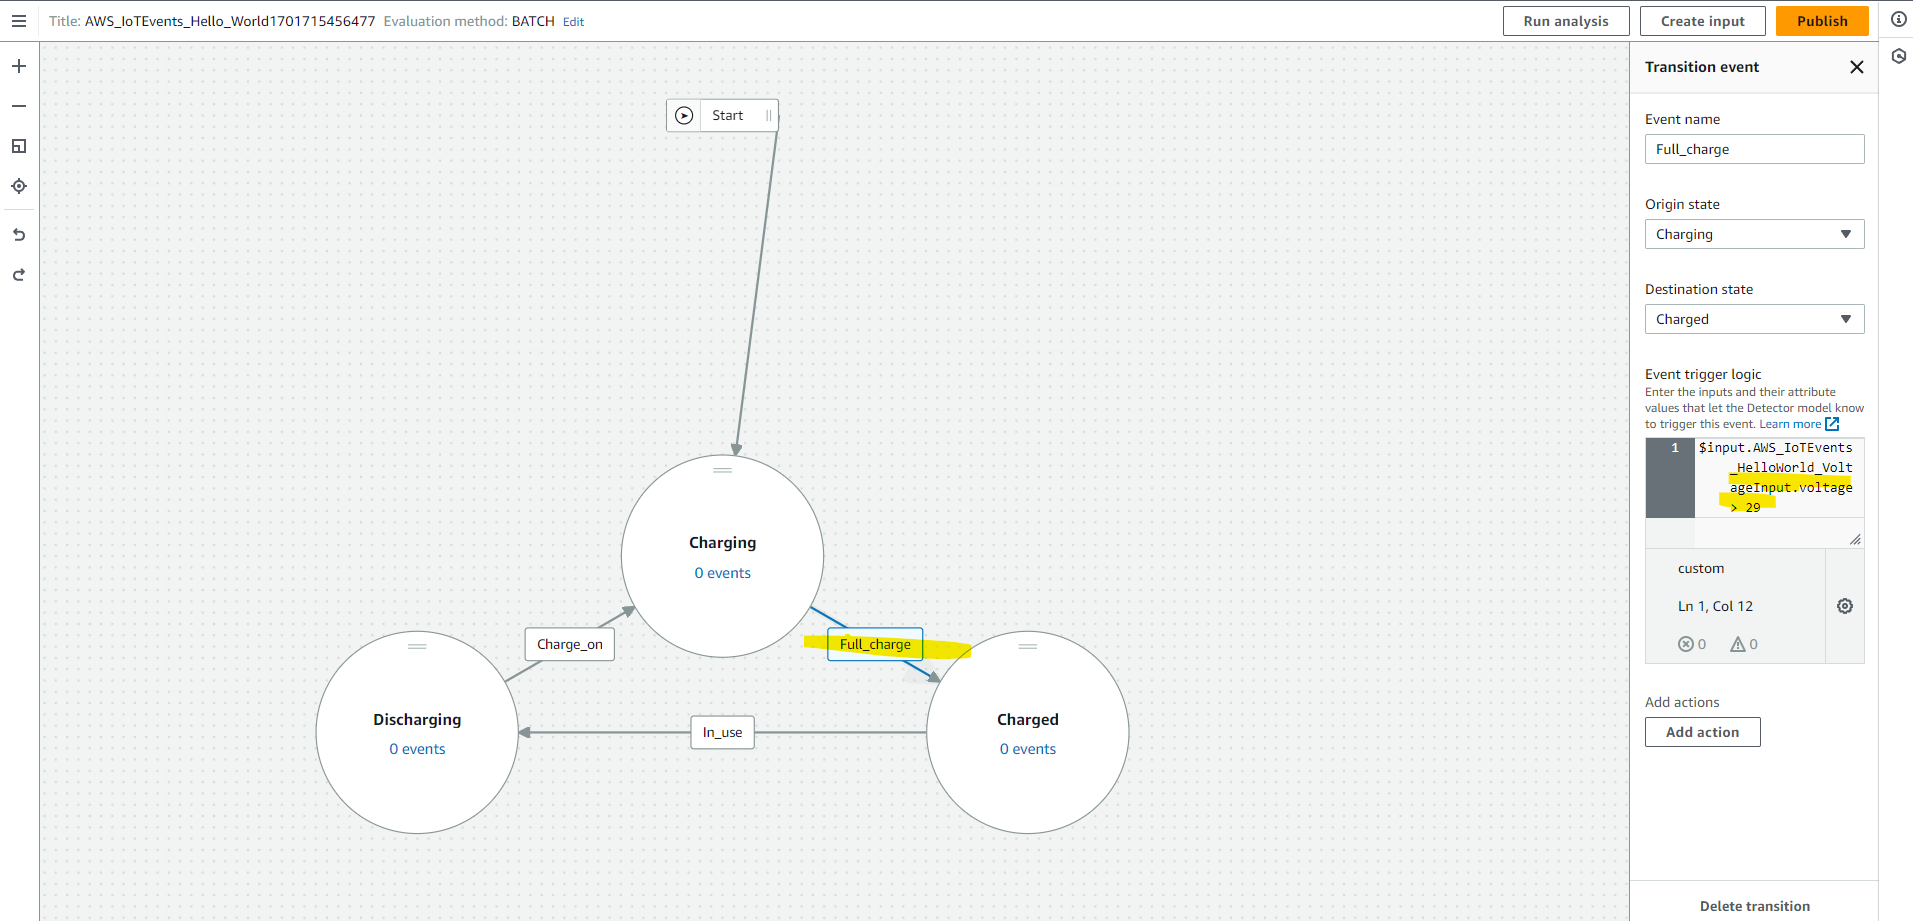 Title: AWS_IoTEvents_Hello_World1701715456477 Evaluation method: BATCH Edit
Run analysis
Create input
Publish
Start
Charging
0 events
Charge_on
Full_charge
Discharging
0 events
In_use
Charged
0 events
Transition event
Event name
Full_charge
Origin state
Charging
Destination state
Charged
Event trigger logic
Enter the inputs and their attribute
values that let the Detector model know
to trigger this event. Learn more
1 $input.AWS_IoTEvents
_HelloWorld_Volt
ageInput.voltage
> 29
custom
Ln 1, Col 12
0 0
Add actions
Add action
Delete transition